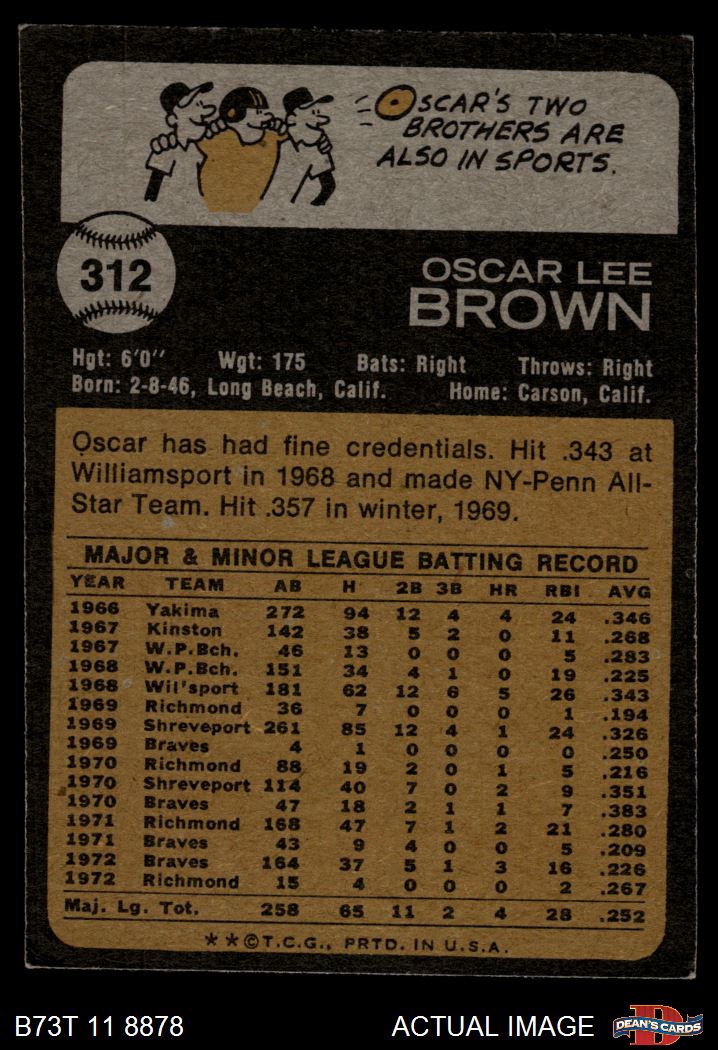 OSCAR'S TWO
BROTHERS ARE
ALSO IN SPORTS.
312
OSCAR LEE
BROWN
Hgt: 6'0" Wgt: 175 Bats: Right Throws: Right
Born: 2-8-46, Long Beach, Calif. Home: Carson, Calif.
Oscar has had fine credentials. Hit .343 at
Williamsport in 1968 and made NY-Penn All-
Star Team. Hit .357 in winter, 1969.
MAJOR & MINOR LEAGUE BATTING RECORD
YEAR TEAM AB H 2B 3B HR RBI AVG
1966 Yakima 272 94 12 4 4 24 .346
1967 Kinston 142 38 5 2 0 11 .268
1967 W.P.Bch. 46 13 0 0 0 5 .283
1968 W.P.Bch. 151 34 4 1 0 19 .225
1968 Wil'sport 181 62 12 6 5 26 .343
1969 Richmond 36 7 0 0 0 1 .194
1969 Shreveport 261 85 12 4 1 24 .326
1969 Braves 4 1 0 0 0 0 .250
1970 Richmond 88 19 2 0 1 5 .216
1970 Shreveport 114 40 7 0 2 9 .351
1970 Braves 47 18 2 1 1 7 .383
1971 Richmond 168 47 7 1 2 21 .280
1971 Braves 43 9 4 0 0 5 .209
1972 Braves 164 37 5 1 3 16 .226
1972 Richmond 15 4 0 0 0 2 .267
Maj. Lg. Tot. 258 65 11 2 4 28 .252
**©T.C.G., PRTD. IN U.S.A.
B73T 11 8878 ACTUAL IMAGE D DEAN'S CARDS